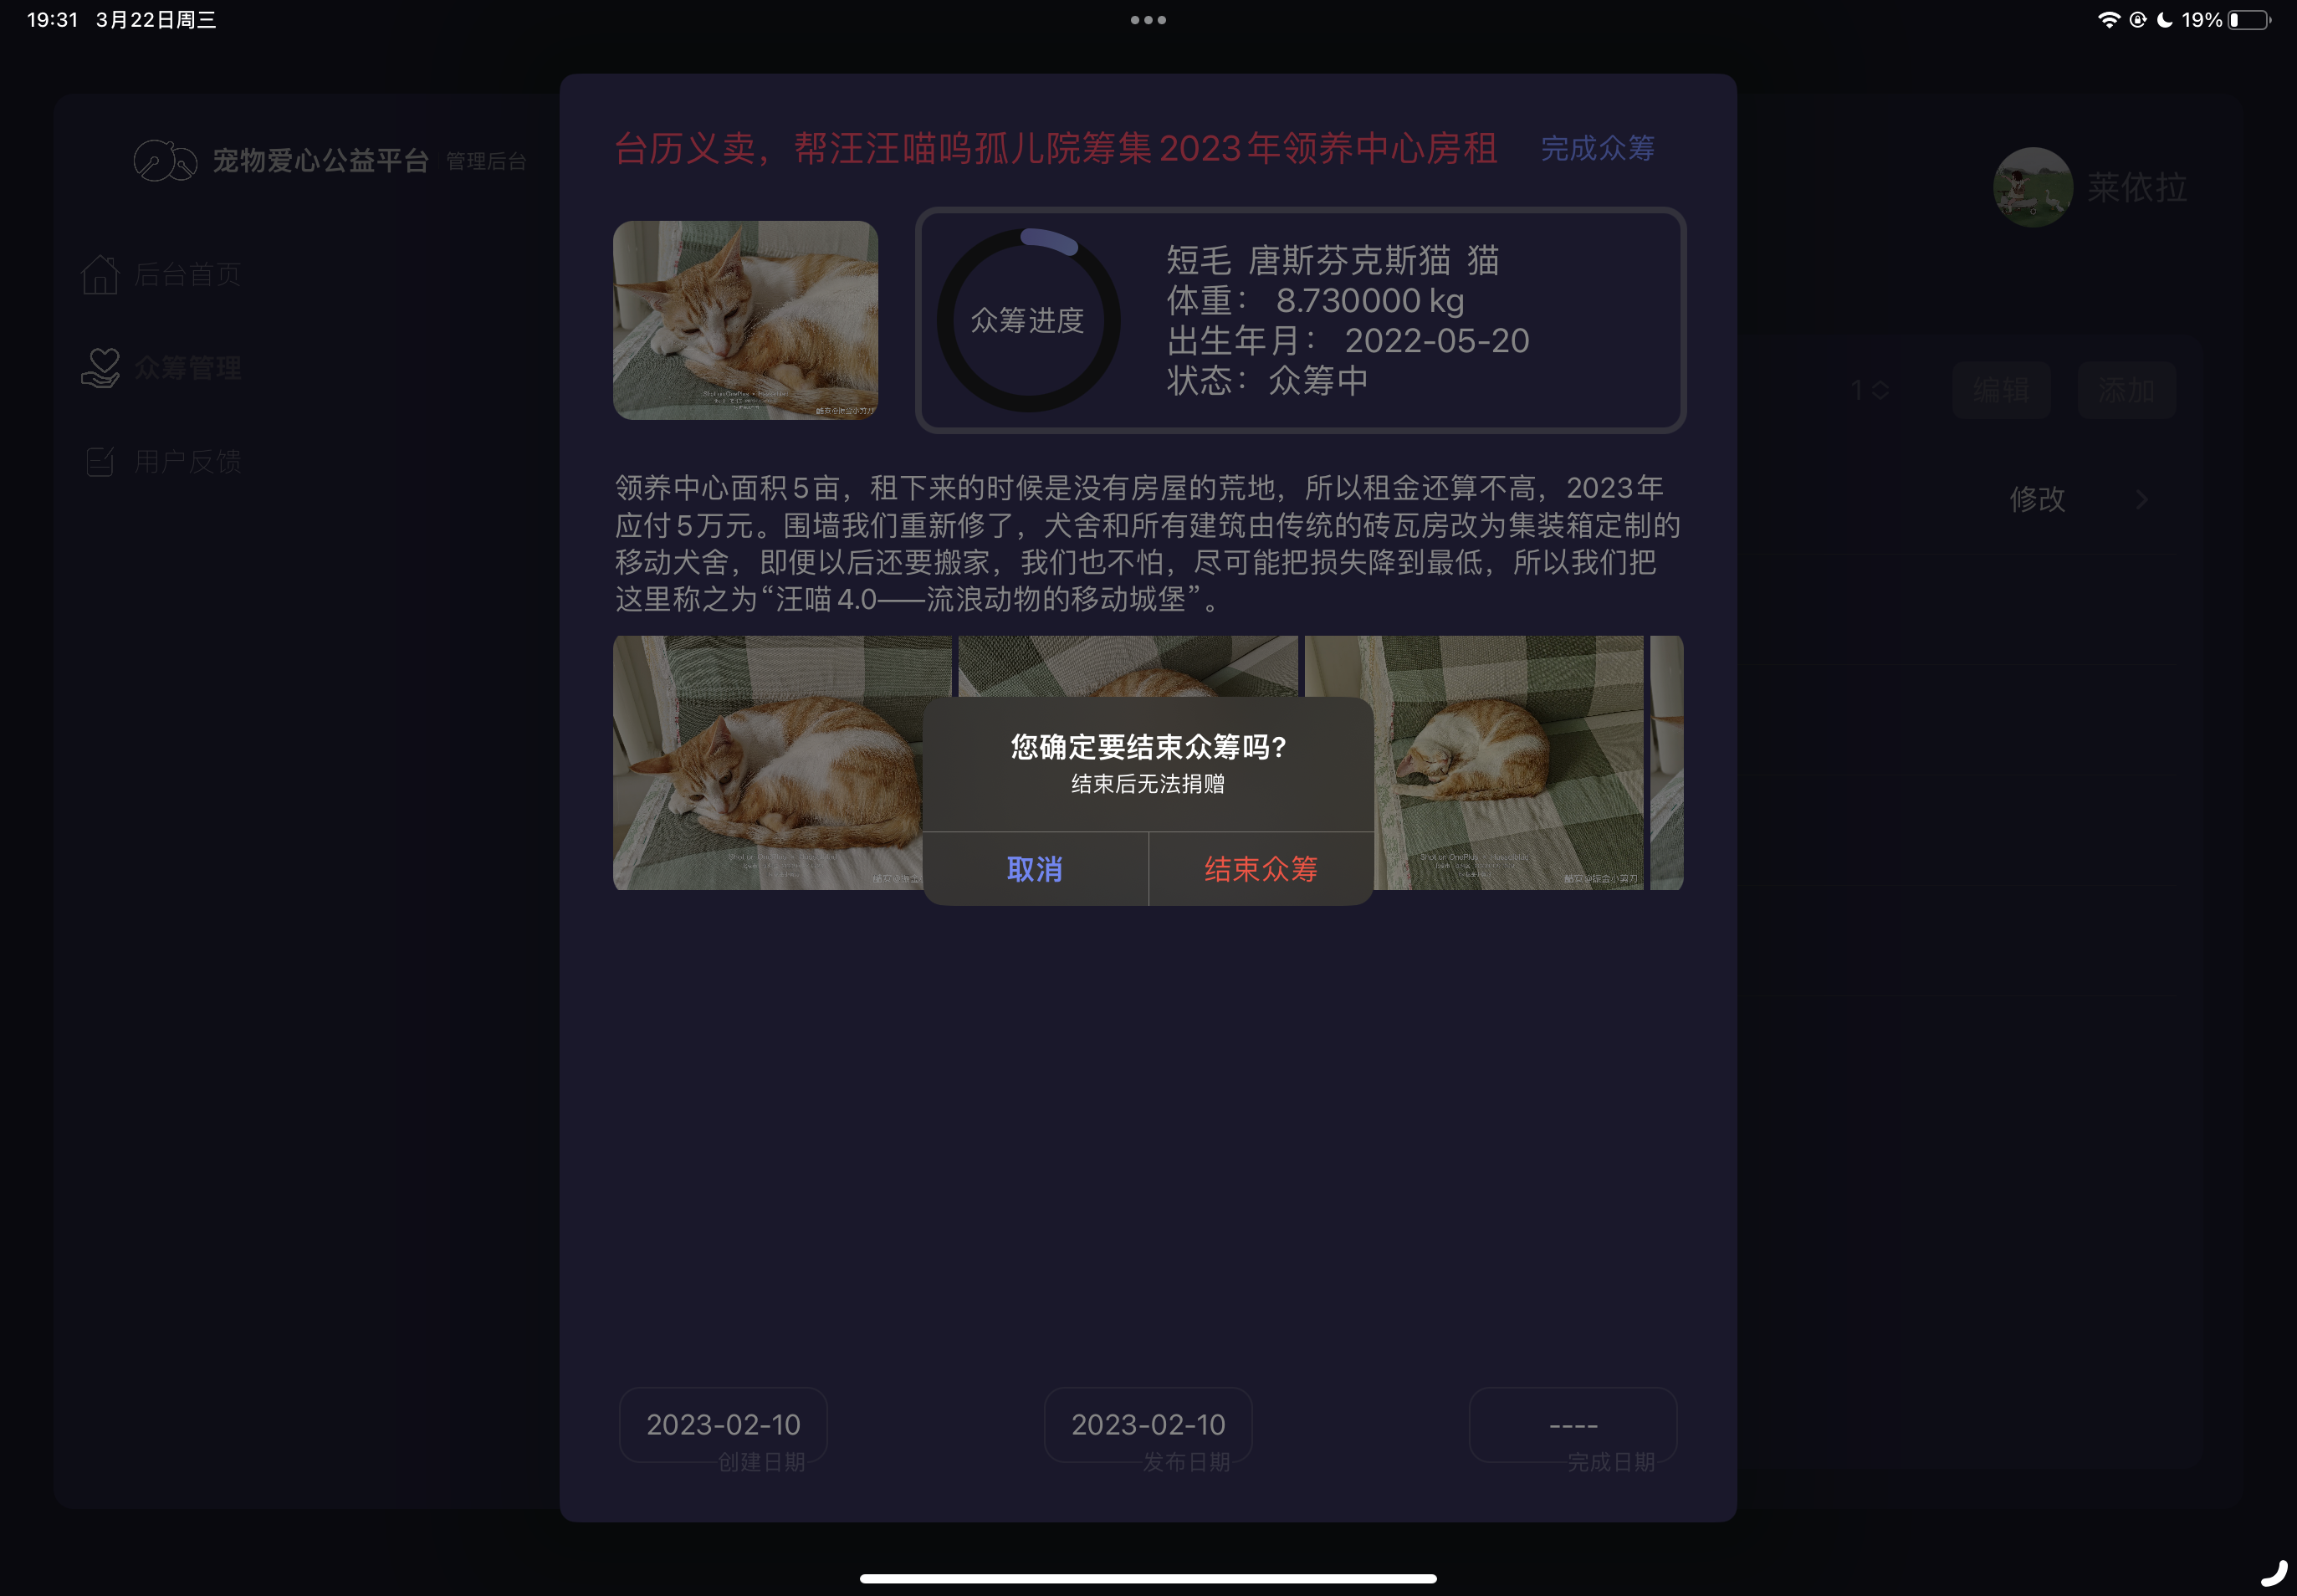 19:31 3月22日周三
19%
宠物爱心公益平台 管理后台
后台首页
众筹管理
用户反馈
莱依拉
1
编辑
添加
修改
台历义卖，帮汪汪喵呜孤儿院筹集2023年领养中心房租
完成众筹
众筹进度
短毛 唐斯芬克斯猫 猫
体重： 8.730000 kg
出生年月： 2022-05-20
状态：众筹中
领养中心面积5亩，租下来的时候是没有房屋的荒地，所以租金还算不高，2023年
应付5万元。围墙我们重新修了，犬舍和所有建筑由传统的砖瓦房改为集装箱定制的
移动犬舍，即便以后还要搬家，我们也不怕，尽可能把损失降到最低，所以我们把
这里称之为“汪喵4.0——流浪动物的移动城堡”。
您确定要结束众筹吗?
结束后无法捐赠
取消
结束众筹
2023-02-10
创建日期
2023-02-10
发布日期
----
完成日期